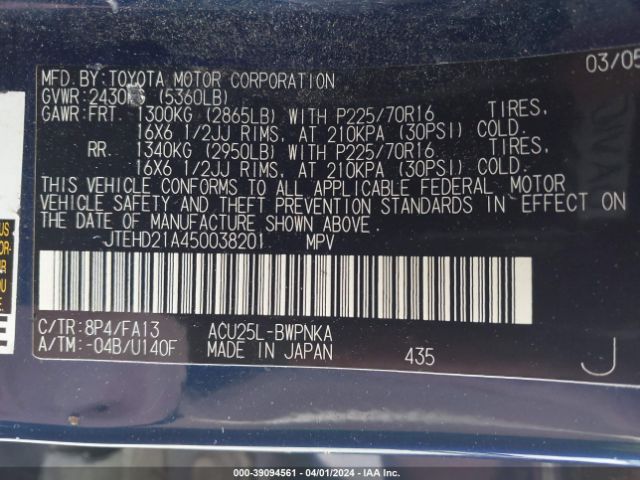 03/05
MFD. BY: TOYOTA MOTOR CORPORATION
GVWR: 2430KG (5360LB)
GAWR: FRT. 1300KG (2865LB) WITH P225/70R16 TIRES,
16X6 1/2JJ RIMS, AT 210KPA (30PSI) COLD.
RR. 1340KG (2950LB) WITH P225/70R16 TIRES,
16X6 1/2JJ RIMS, AT 210KPA (30PSI) COLD.
THIS VEHICLE CONFORMS TO ALL APPLICABLE FEDERAL MOTOR
VEHICLE SAFETY AND THEFT PREVENTION STANDARDS IN EFFECT ON
THE DATE OF MANUFACTURE SHOWN ABOVE.
JTEHD21A450038201 MPV
C/TR: 8P4/FA13 ACU25L-BWPNKA
A/TM: -04B/U140F MADE IN JAPAN 435 J
US
OR-
IR
OU
000-39094561 / 04/01/2024 - IAA Inc.